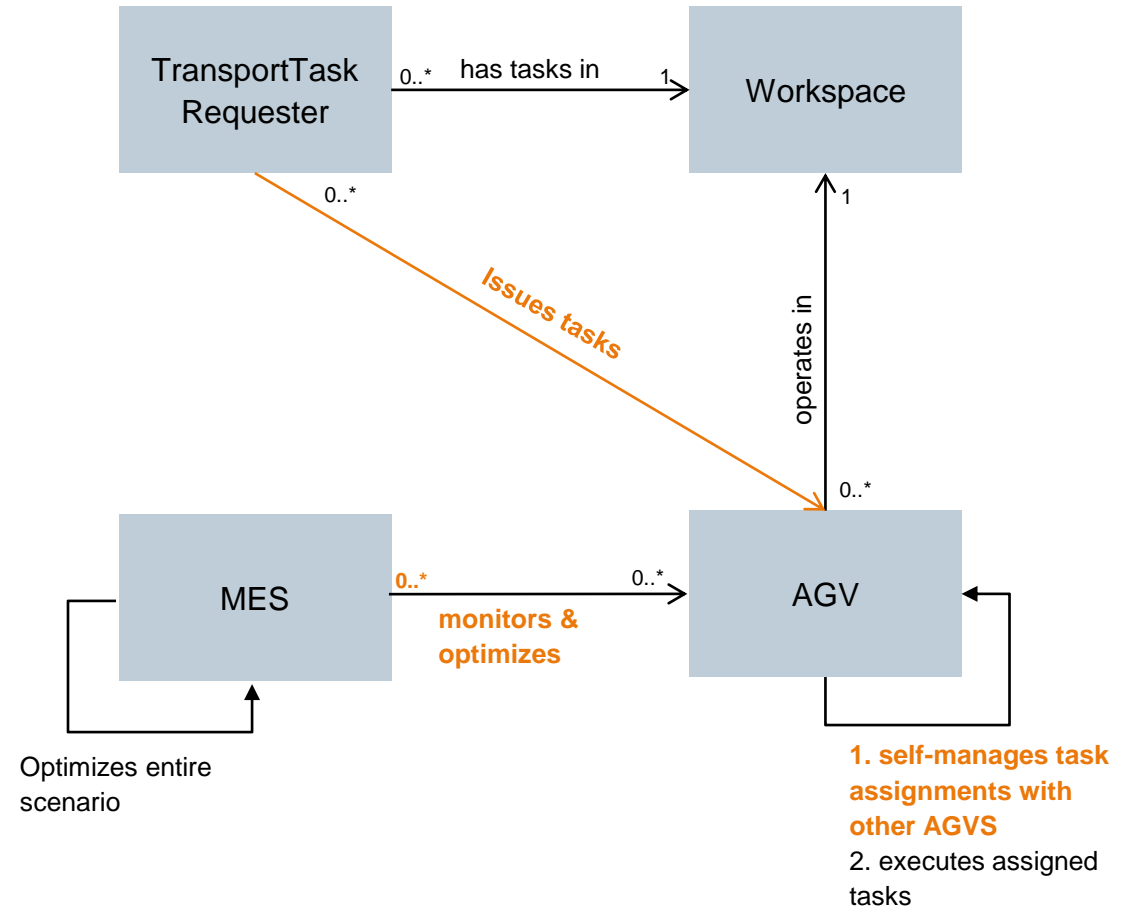 TransportTask
Requester
0..*
has tasks in
1
Workspace
0..*
1
Issues tasks
operates in
0..*
MES
0..*
0..*
monitors &
optimizes
AGV
Optimizes entire
scenario
1. self-manages task
assignments with
other AGVS
2. executes assigned
tasks